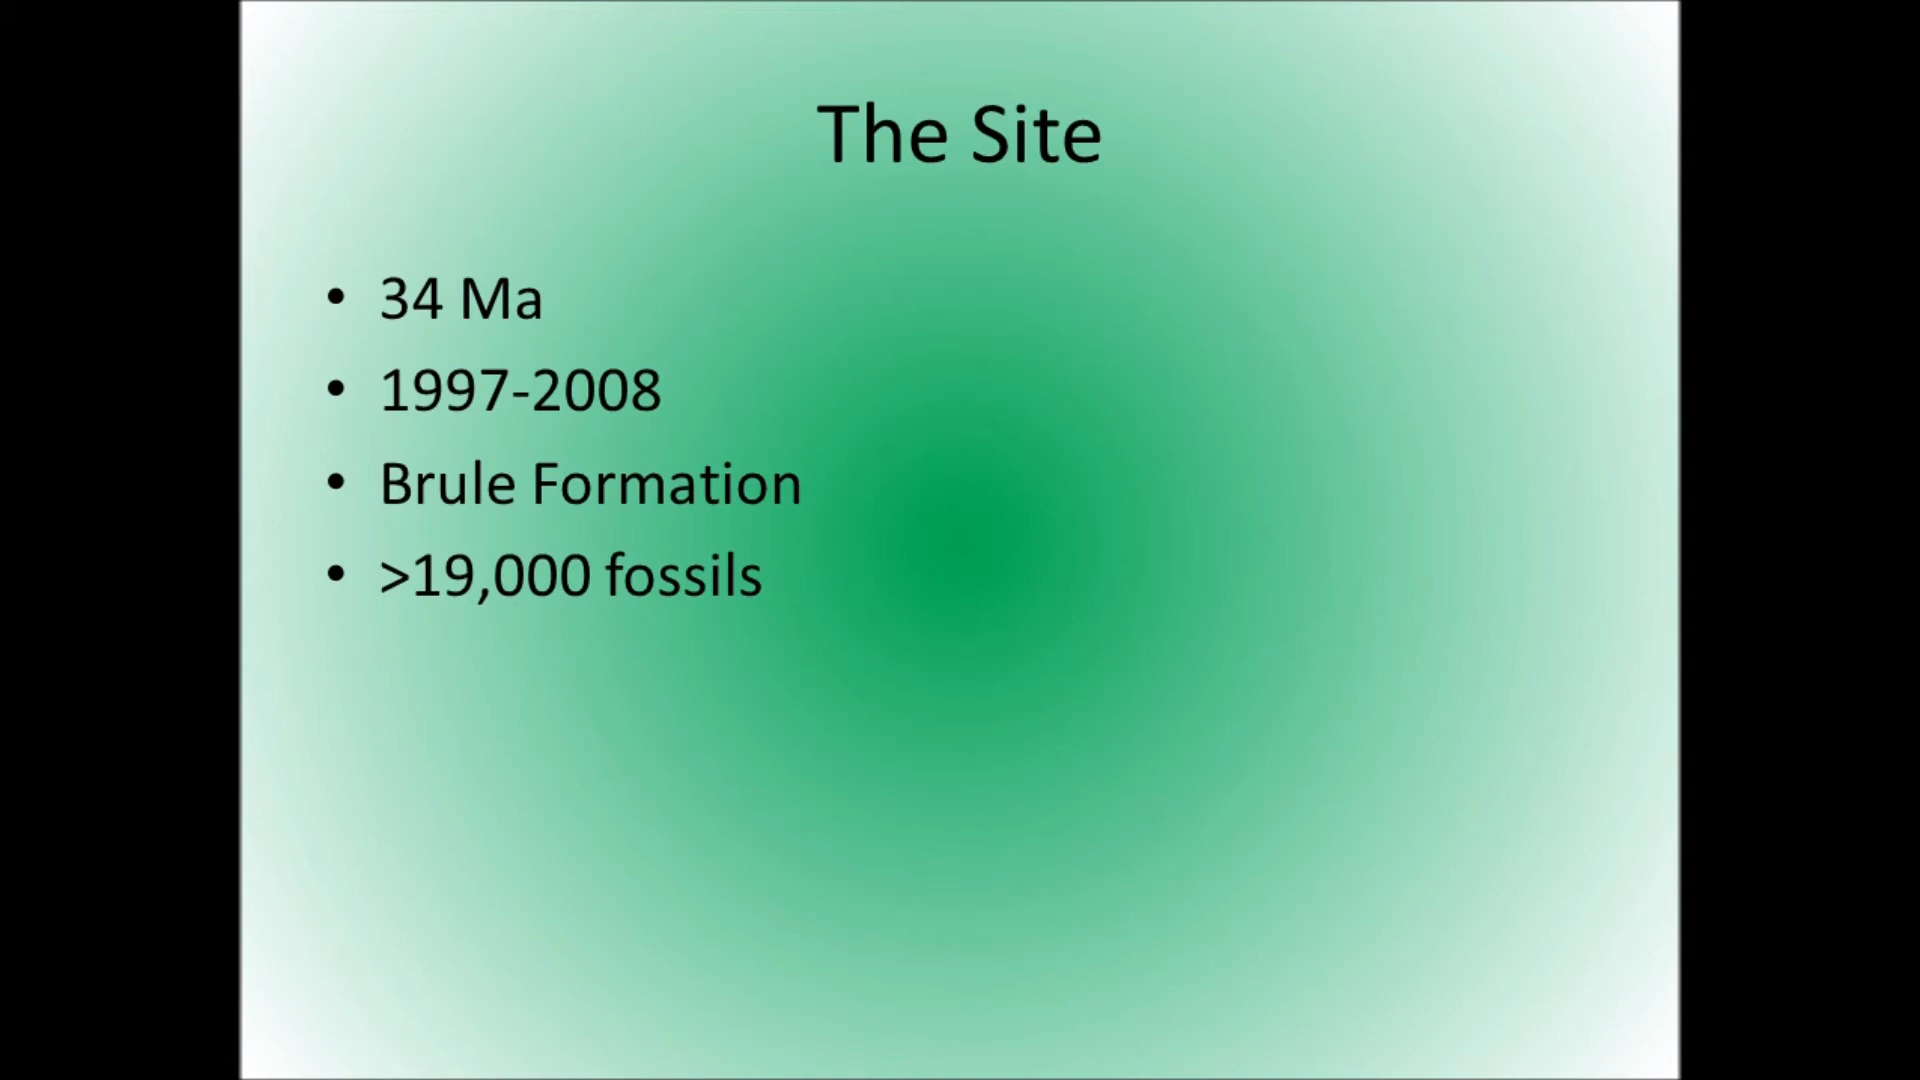 The Site
• 34 Ma
• 1997-2008
• Brule Formation
• >19,000 fossils